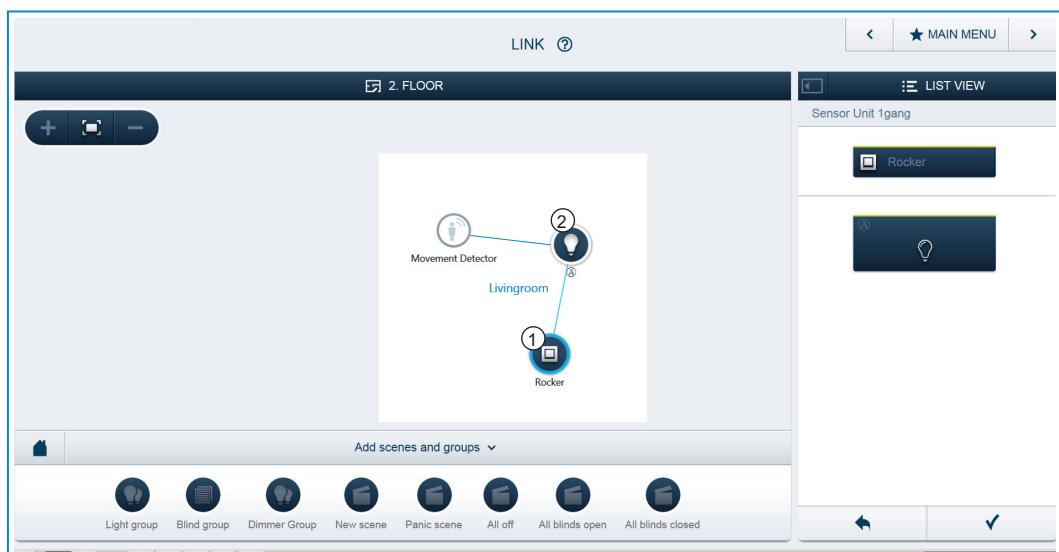 LINK ?
< ★ MAIN MENU >
2. FLOOR
LIST VIEW
Sensor Unit 1gang
Rocker
2
Movement Detector
A
A
Livingroom
1
Rocker
Add scenes and groups
Light group
Blind group
Dimmer Group
New scene
Panic scene
All off
All blinds open
All blinds closed